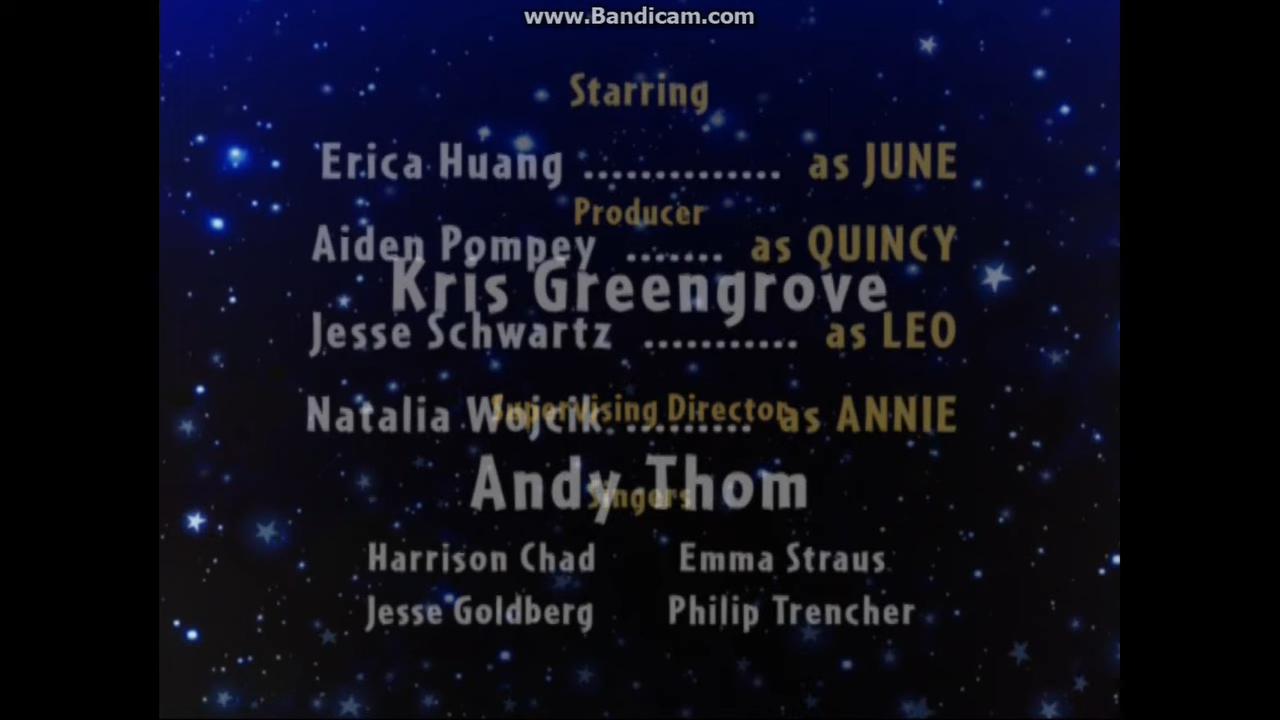 www.Bandicam.com
Starring
Erica Huang .............. as JUNE
Producer
Aiden Pompey ....... as QUINCY
Kris Greengrove
Jesse Schwartz ........... as LEO
Supervising Director
Natalia Wojcik .......... as ANNIE
Andy Thom
Singers
Harrison Chad Emma Straus
Jesse Goldberg Philip Trencher